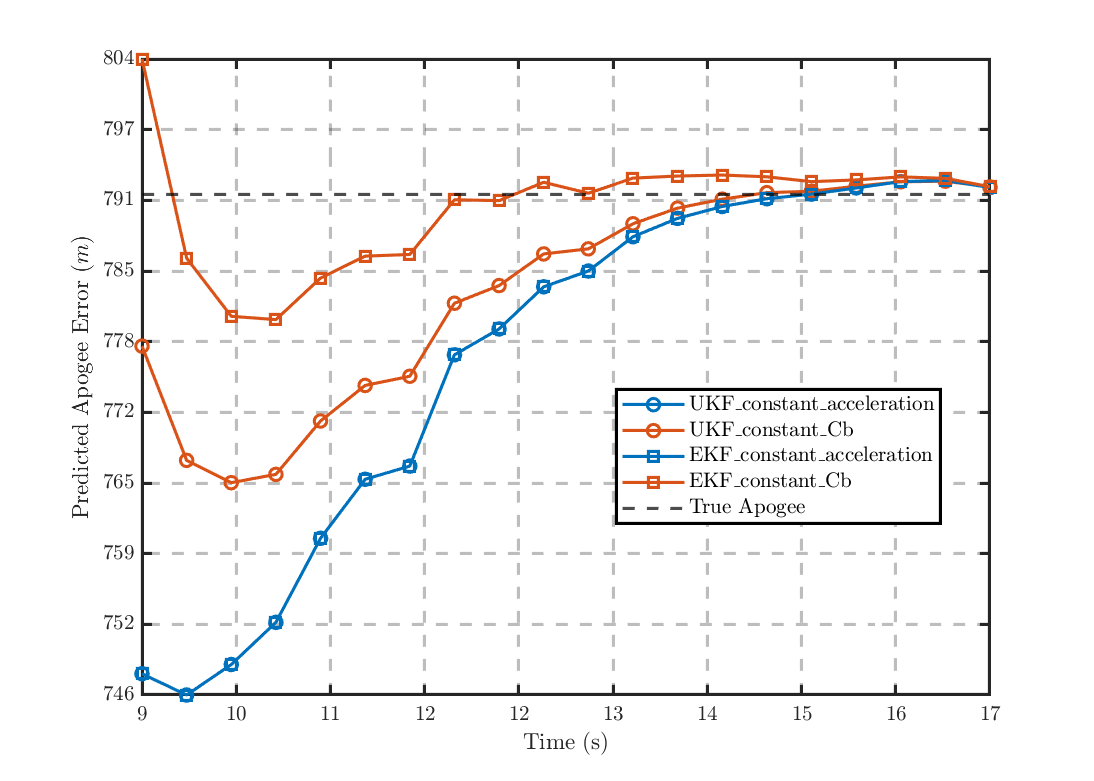 804
797
791
785
778
772
765
759
752
746
Predicted Apogee Error (m)
UKF_constant_acceleration
UKF_constant_Cb
EKF_constant_acceleration
EKF_constant_Cb
True Apogee
9 10 11 12 12 13 14 15 16 17
Time (s)